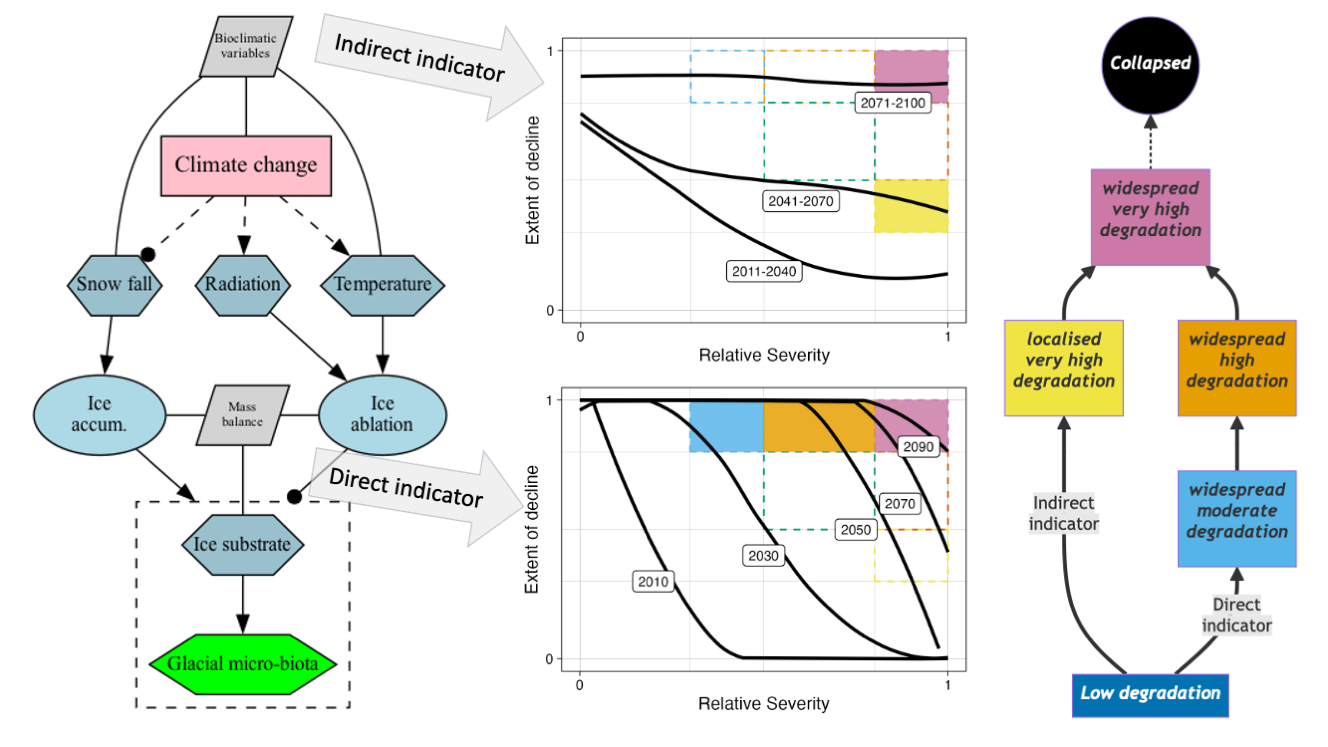 Bioclimatic
variables
Climate change
Snow fall
Radiation
Temperature
Ice
accum.
Mass
balance
Ice
ablation
Ice substrate
Glacial micro-biota
Indirect indicator
Direct indicator
Extent of decline
1
0
2071-2100
2041-2070
2011-2040
0
1
Relative Severity
Extent of decline
1
0
2090
2070
2050
2030
2010
0
1
Relative Severity
Collapsed
widespread
very high
degradation
localised
very high
degradation
widespread
high
degradation
widespread
moderate
degradation
Indirect
indicator
Direct
indicator
Low degradation